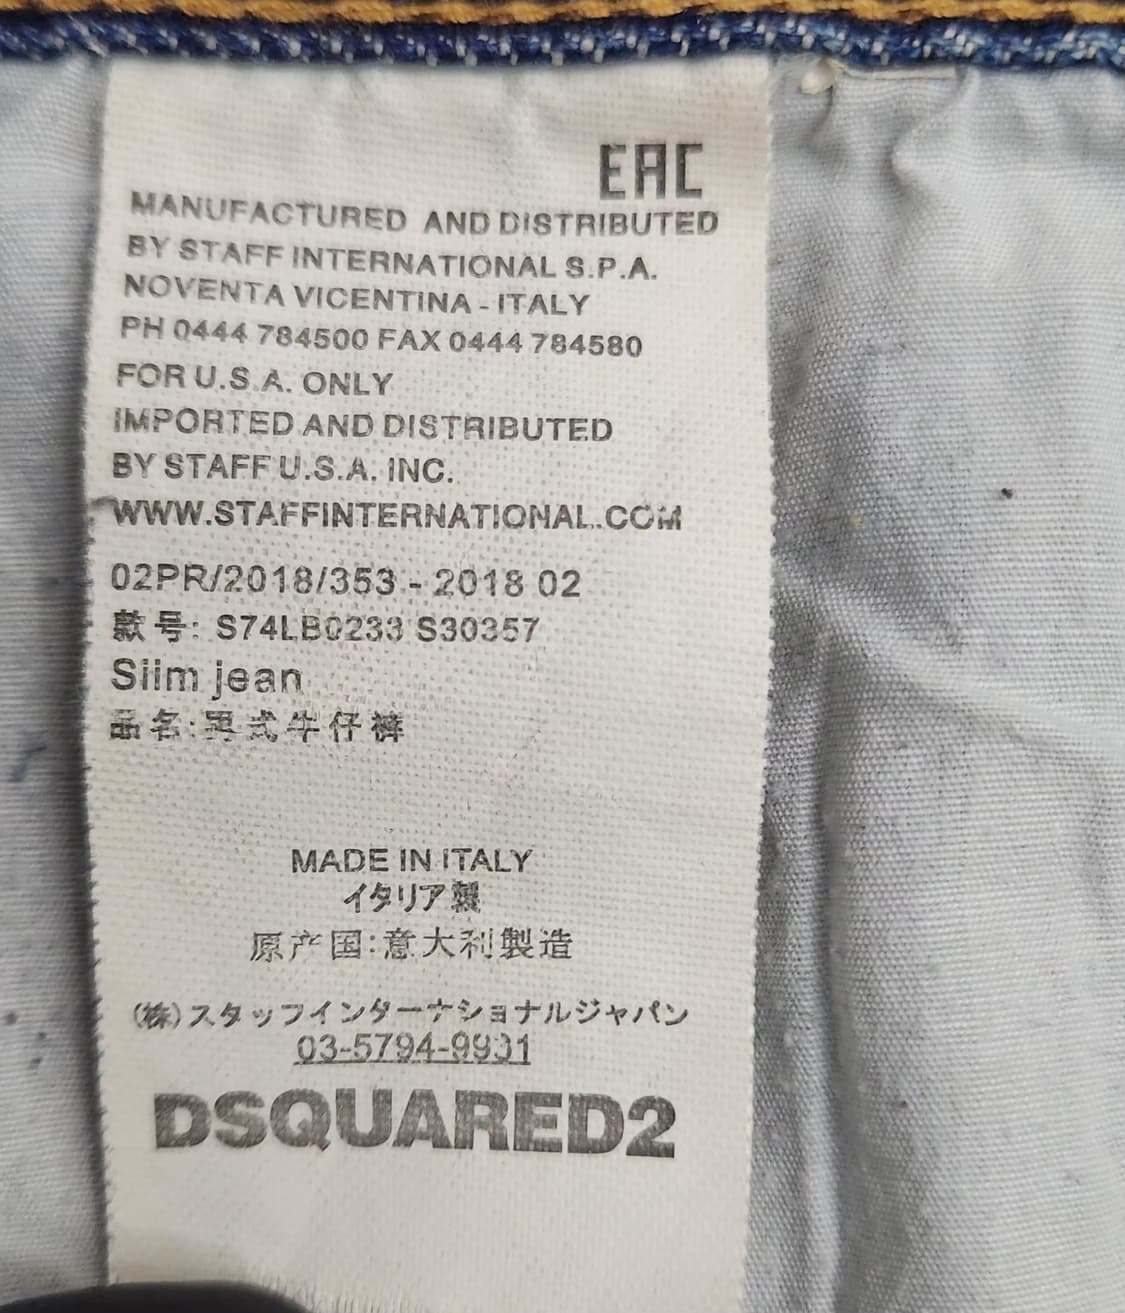 EAC
MANUFACTURED AND DISTRIBUTED
BY STAFF INTERNATIONAL S.P.A.
NOVENTA VICENTINA - ITALY
PH 0444 784500 FAX 0444 784580
FOR U.S.A. ONLY
IMPORTED AND DISTRIBUTED
BY STAFF U.S.A. INC.
WWW.STAFFINTERNATIONAL.COM
02PR/2018/353 - 2018 02
款号: S74LB0233 S30357
Slim jean
品名:男式牛仔裤
MADE IN ITALY
イタリア製
原产国:意大利製造
(株)スタッフインターナショナルジャパン
03-5794-9931
DSQUARED2